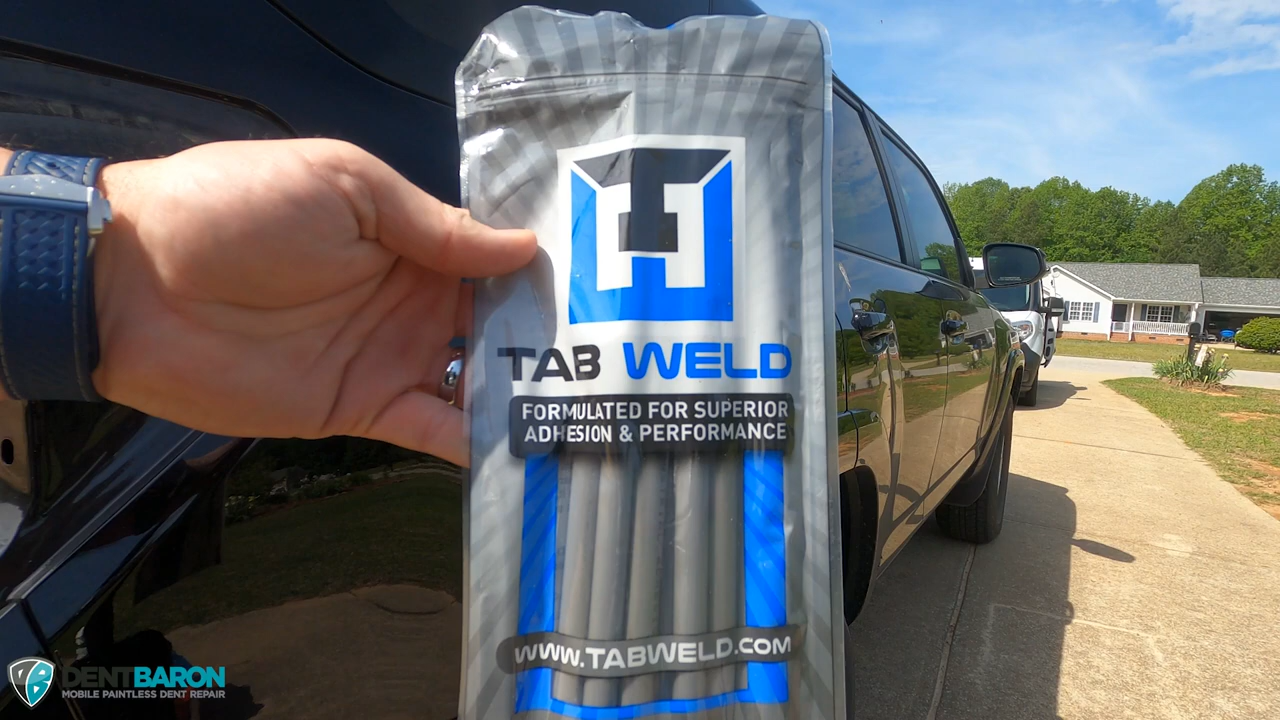 TAB WELD
FORMULATED FOR SUPERIOR
ADHESION & PERFORMANCE
WWW.TABWELD.COM
DENTBARON
MOBILE PAINTLESS DENT REPAIR